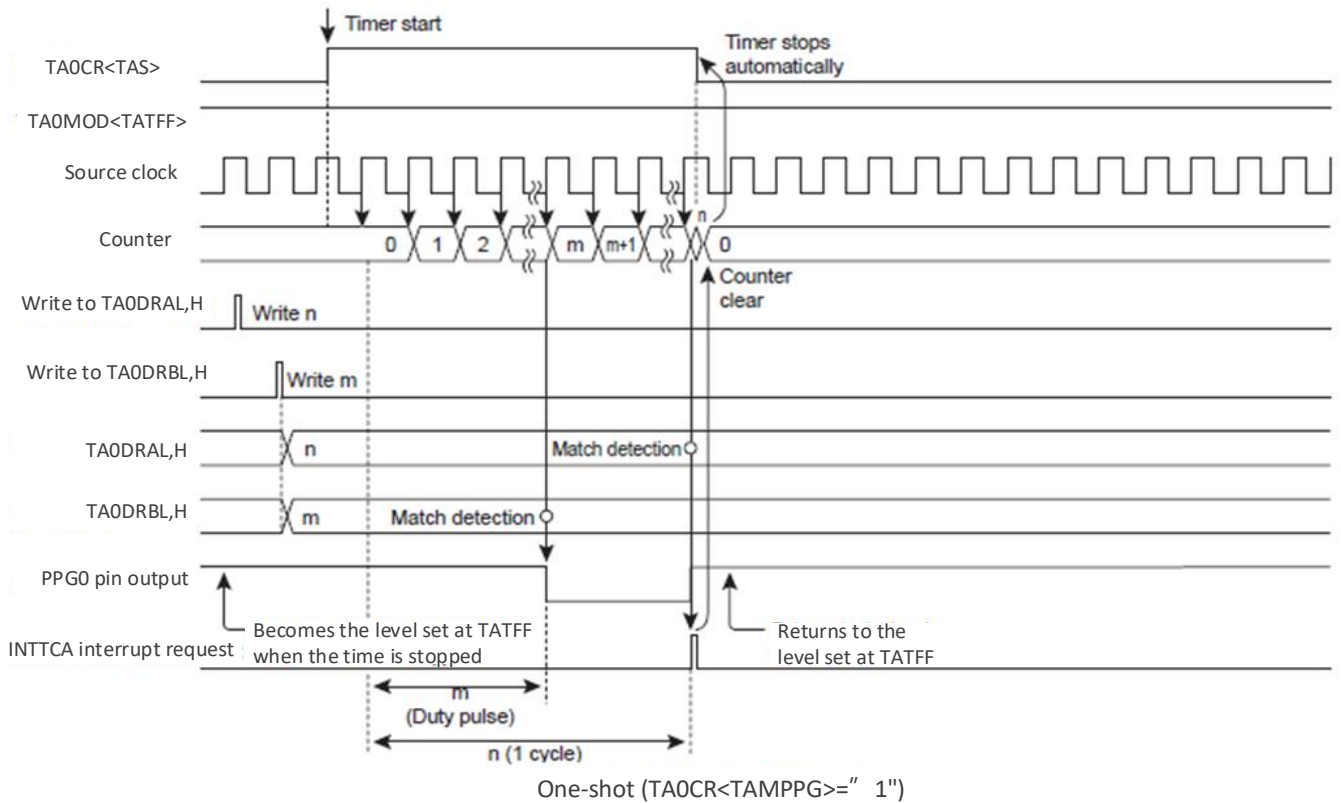 Timer start
Timer stops
automatically
TA0CR<TAS>
TA0MOD<TATFF>
Source clock
n
Counter
0 1 2 m m+1 0
Counter
clear
Write to TA0DRAL,H
Write n
Write to TA0DRBL,H
Write m
TA0DRAL,H
n
Match detection
TA0DRBL,H
m
Match detection
PPG0 pin output
Becomes the level set at TATFF
when the time is stopped
Returns to the
level set at TATFF
INTTCA interrupt request
m
(Duty pulse)
n (1 cycle)
One-shot (TA0CR<TAMPPG>=” 1")